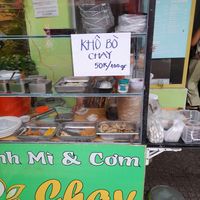 KHÔ BÒ
CHAY
50K/100gr
nh Mì & Cơm
Chay